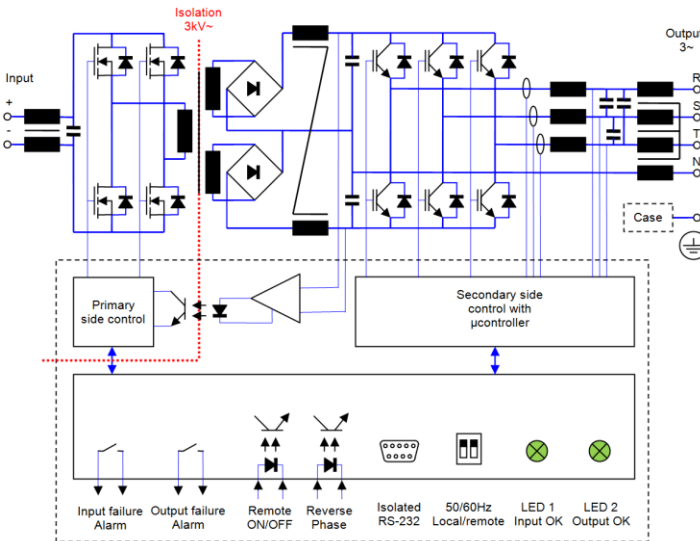 Isolation
3kV~
Output
3~
Input
+
-
R
S
T
N
Case
Primary
side control
Secondary side
control with
µcontroller
Input failure
Alarm
Output failure
Alarm
Remote
ON/OFF
Reverse
Phase
Isolated
RS-232
50/60Hz
Local/remote
LED 1
Input OK
LED 2
Output OK